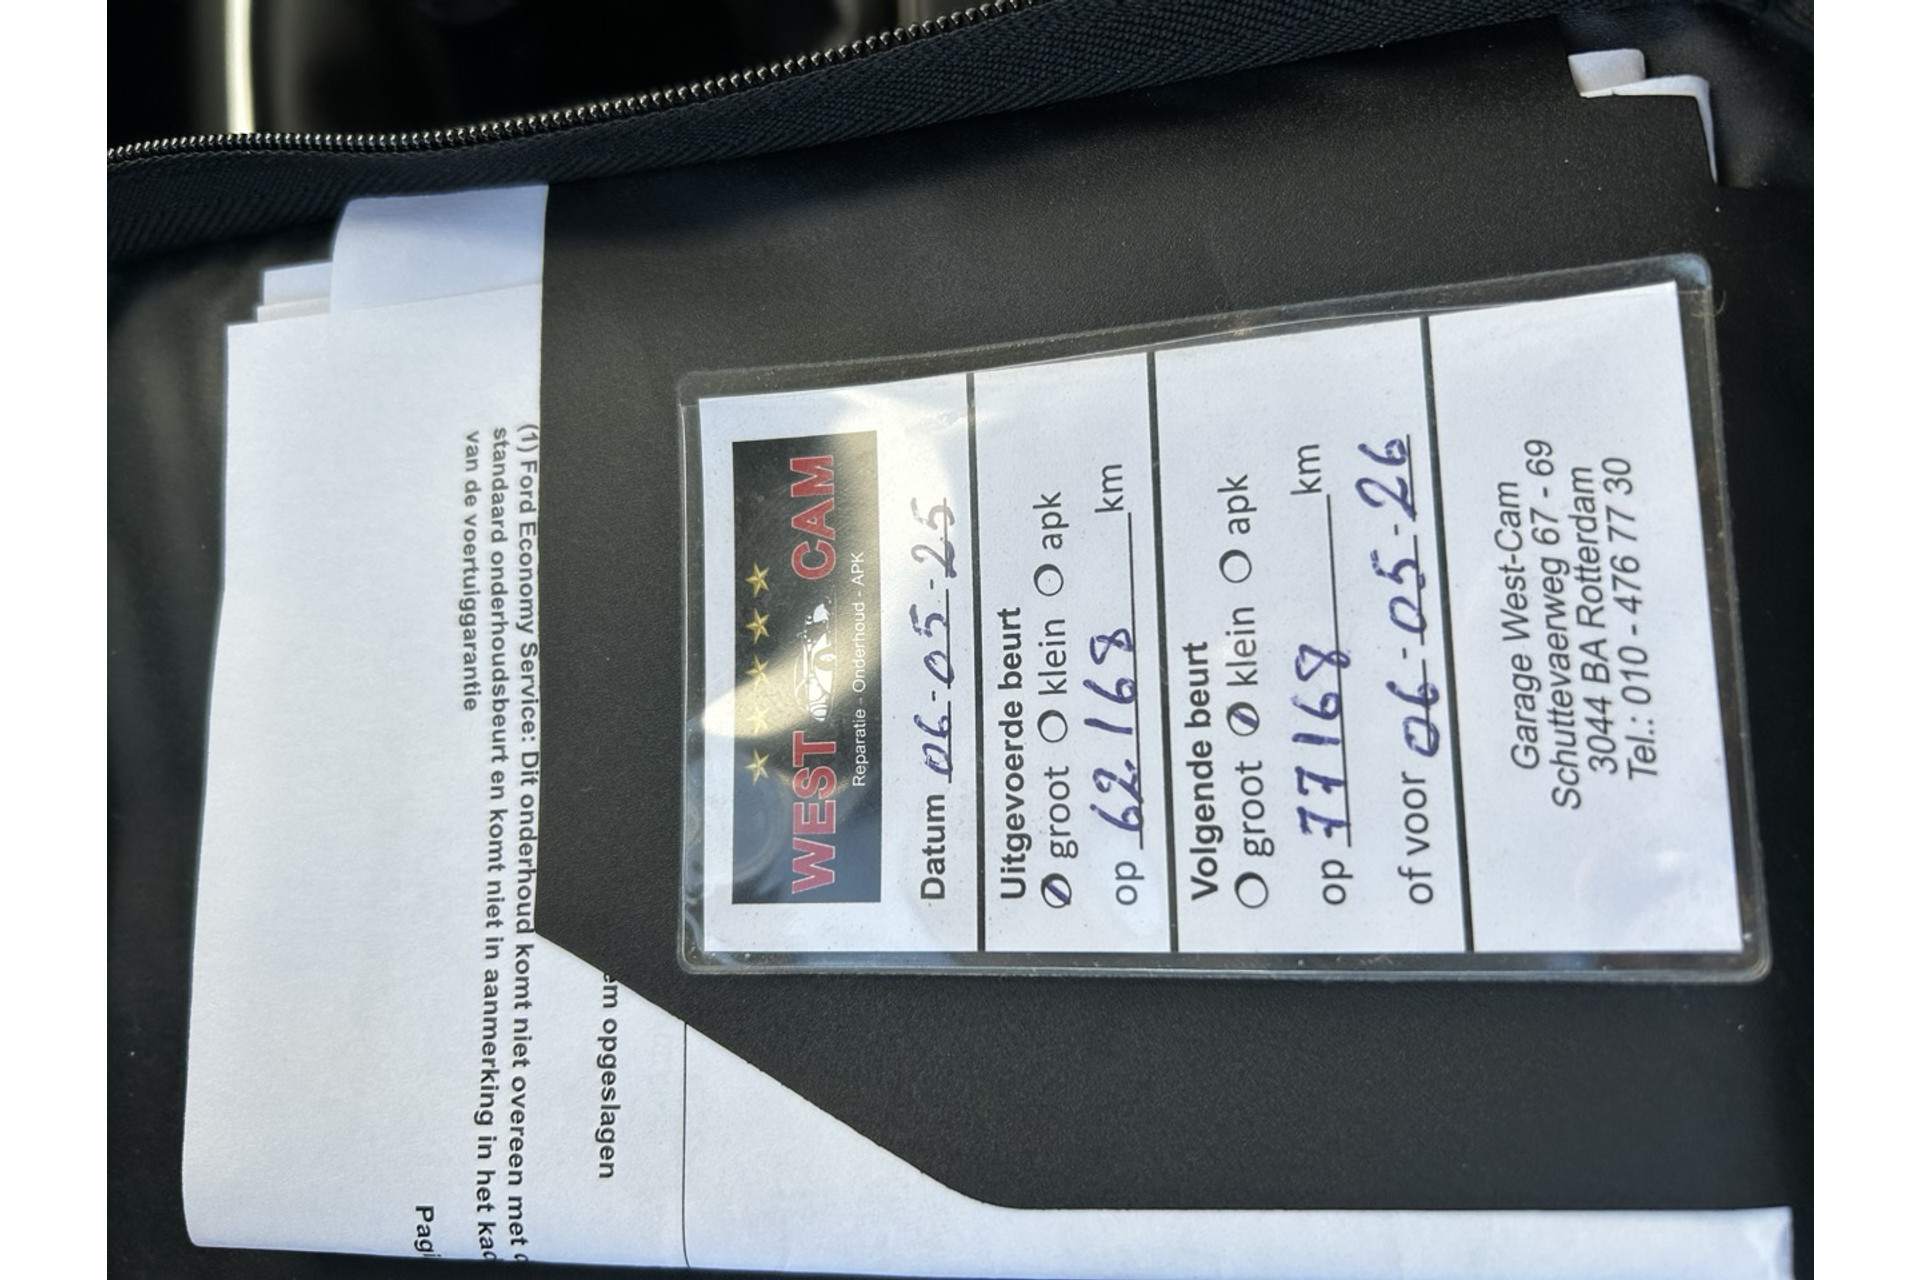 WEST CAM
Reparatie - Onderhoud - APK
Datum 06-05-25
Uitgevoerde beurt
groot klein apk
op 62.168 km
Volgende beurt
groot klein apk
op 77168 km
of voor 06-05-26
Garage West-Cam
Schuttevaerweg 67 - 69
3044 BA Rotterdam
Tel.: 010 - 476 77 30
opgeslagen
(1) Ford Economy Service: Dit onderhoud komt niet overeen met
standaard onderhoudsbeurt en komt niet in aanmerking in het
van de voertuiggarantie